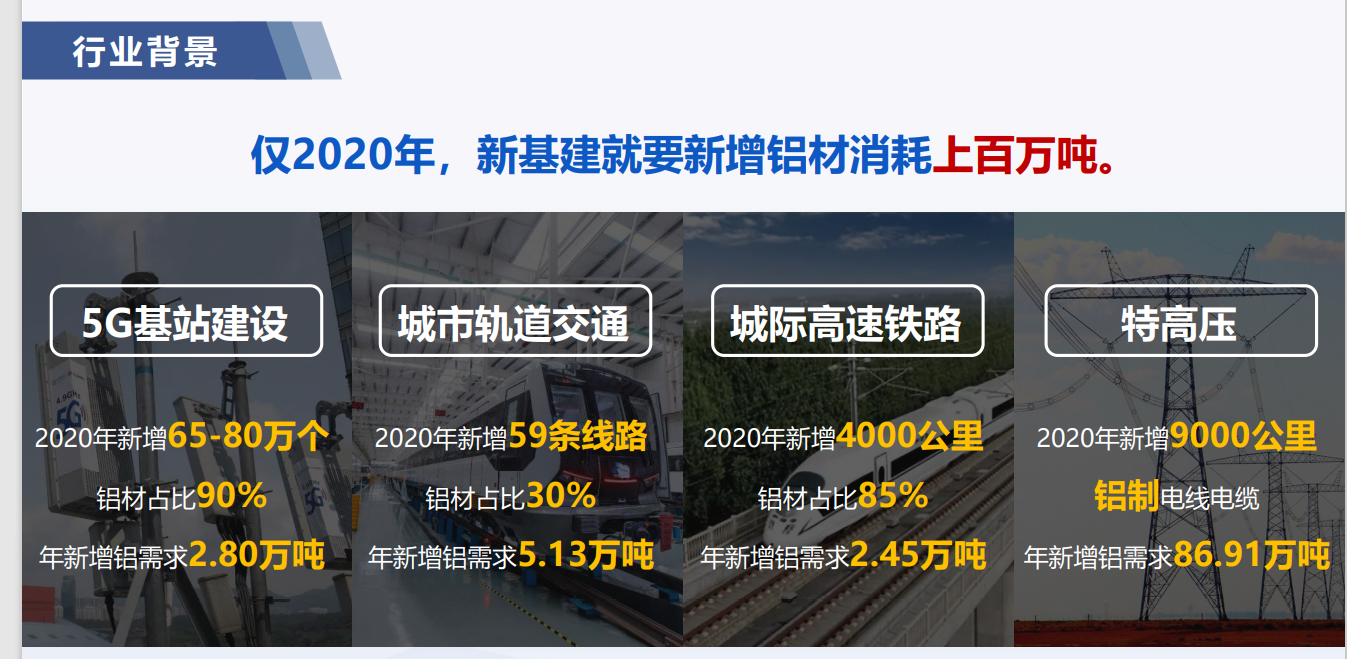 行业背景
仅2020年，新基建就要新增铝材消耗上百万吨。
5G基站建设
2020年新增65-80万个
铝材占比90%
年新增铝需求2.80万吨
城市轨道交通
2020年新增59条线路
铝材占比30%
年新增铝需求5.13万吨
城际高速铁路
2020年新增4000公里
铝材占比85%
年新增铝需求2.45万吨
特高压
2020年新增9000公里
铝制电线电缆
年新增铝需求86.91万吨
4.9GHz
5G
5G